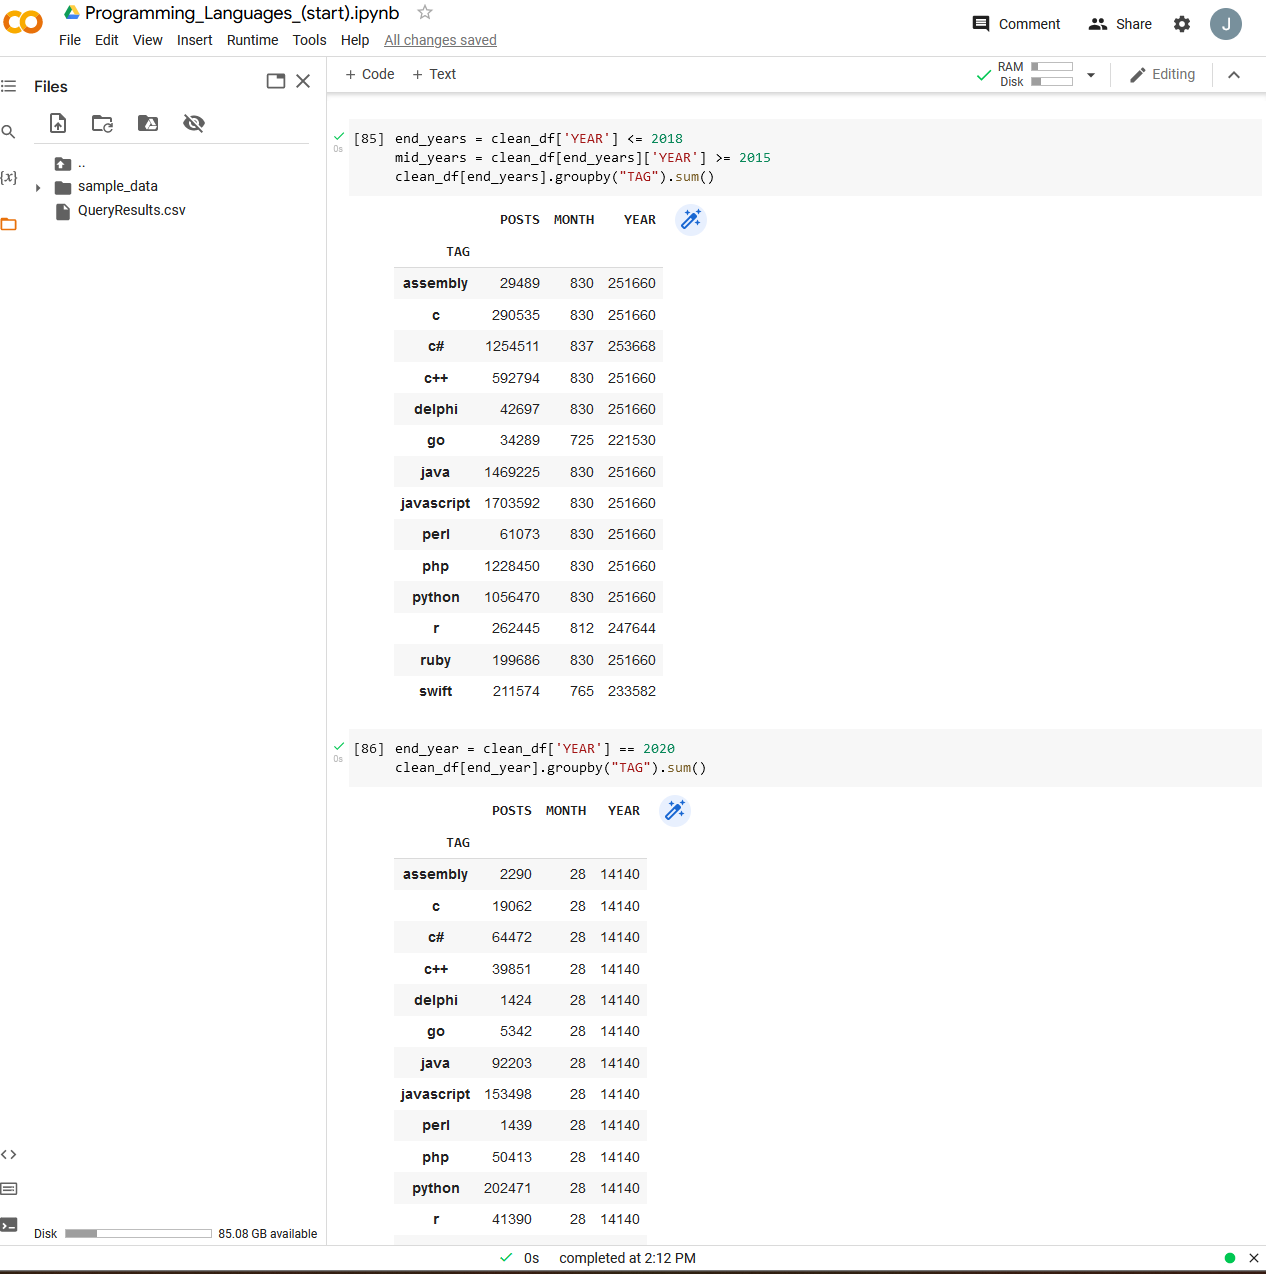 Programming_Languages_(start).ipynb
File Edit View Insert Runtime Tools Help All changes saved
Comment Share J
Files
+ Code + Text
RAM
Disk
Editing
{x}
..
sample_data
QueryResults.csv
0s
[85] end_years = clean_df['YEAR'] <= 2018
mid_years = clean_df[end_years]['YEAR'] >= 2015
clean_df[end_years].groupby("TAG").sum()
POSTS MONTH YEAR
TAG
assembly 29489 830 251660
c 290535 830 251660
c# 1254511 837 253668
c++ 592794 830 251660
delphi 42697 830 251660
go 34289 725 221530
java 1469225 830 251660
javascript 1703592 830 251660
perl 61073 830 251660
php 1228450 830 251660
python 1056470 830 251660
r 262445 812 247644
ruby 199686 830 251660
swift 211574 765 233582
0s
[86] end_year = clean_df['YEAR'] == 2020
clean_df[end_year].groupby("TAG").sum()
POSTS MONTH YEAR
TAG
assembly 2290 28 14140
c 19062 28 14140
c# 64472 28 14140
c++ 39851 28 14140
delphi 1424 28 14140
go 5342 28 14140
java 92203 28 14140
javascript 153498 28 14140
perl 1439 28 14140
php 50413 28 14140
python 202471 28 14140
r 41390 28 14140
Disk 85.08 GB available
0s completed at 2:12 PM